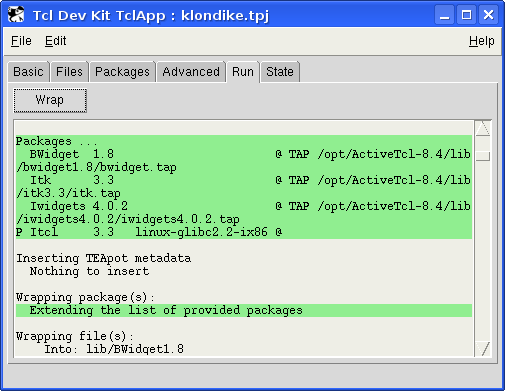 Tcl Dev Kit TclApp : klondike.tpj
File Edit Help
Basic Files Packages Advanced Run State
Wrap
Packages ...
BWidget 1.8 @ TAP /opt/ActiveTcl-8.4/lib
/bwidget1.8/bwidget.tap
Itk 3.3 @ TAP /opt/ActiveTcl-8.4/lib
/itk3.3/itk.tap
Iwidgets 4.0.2 @ TAP /opt/ActiveTcl-8.4/lib
/iwidgets4.0.2/iwidgets4.0.2.tap
P Itcl 3.3 linux-glibc2.2-ix86 @
Inserting TEApot metadata
Nothing to insert
Wrapping package(s):
Extending the list of provided packages
Wrapping file(s):
Into: lib/BWidget1.8